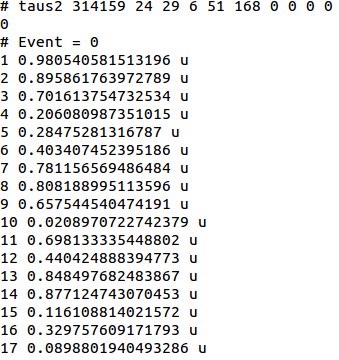 # taus2 314159 24 29 6 51 168 0 0 0 0
0
# Event = 0
1 0.980540581513196 u
2 0.895861763972789 u
3 0.701613754732534 u
4 0.206080987351015 u
5 0.28475281316787 u
6 0.403407452395186 u
7 0.781156569486484 u
8 0.808188995113596 u
9 0.657544540474191 u
10 0.0208970722742379 u
11 0.698133335448802 u
12 0.440424888394773 u
13 0.848497682483867 u
14 0.877124743070453 u
15 0.116108814021572 u
16 0.329757609171793 u
17 0.0898801940493286 u